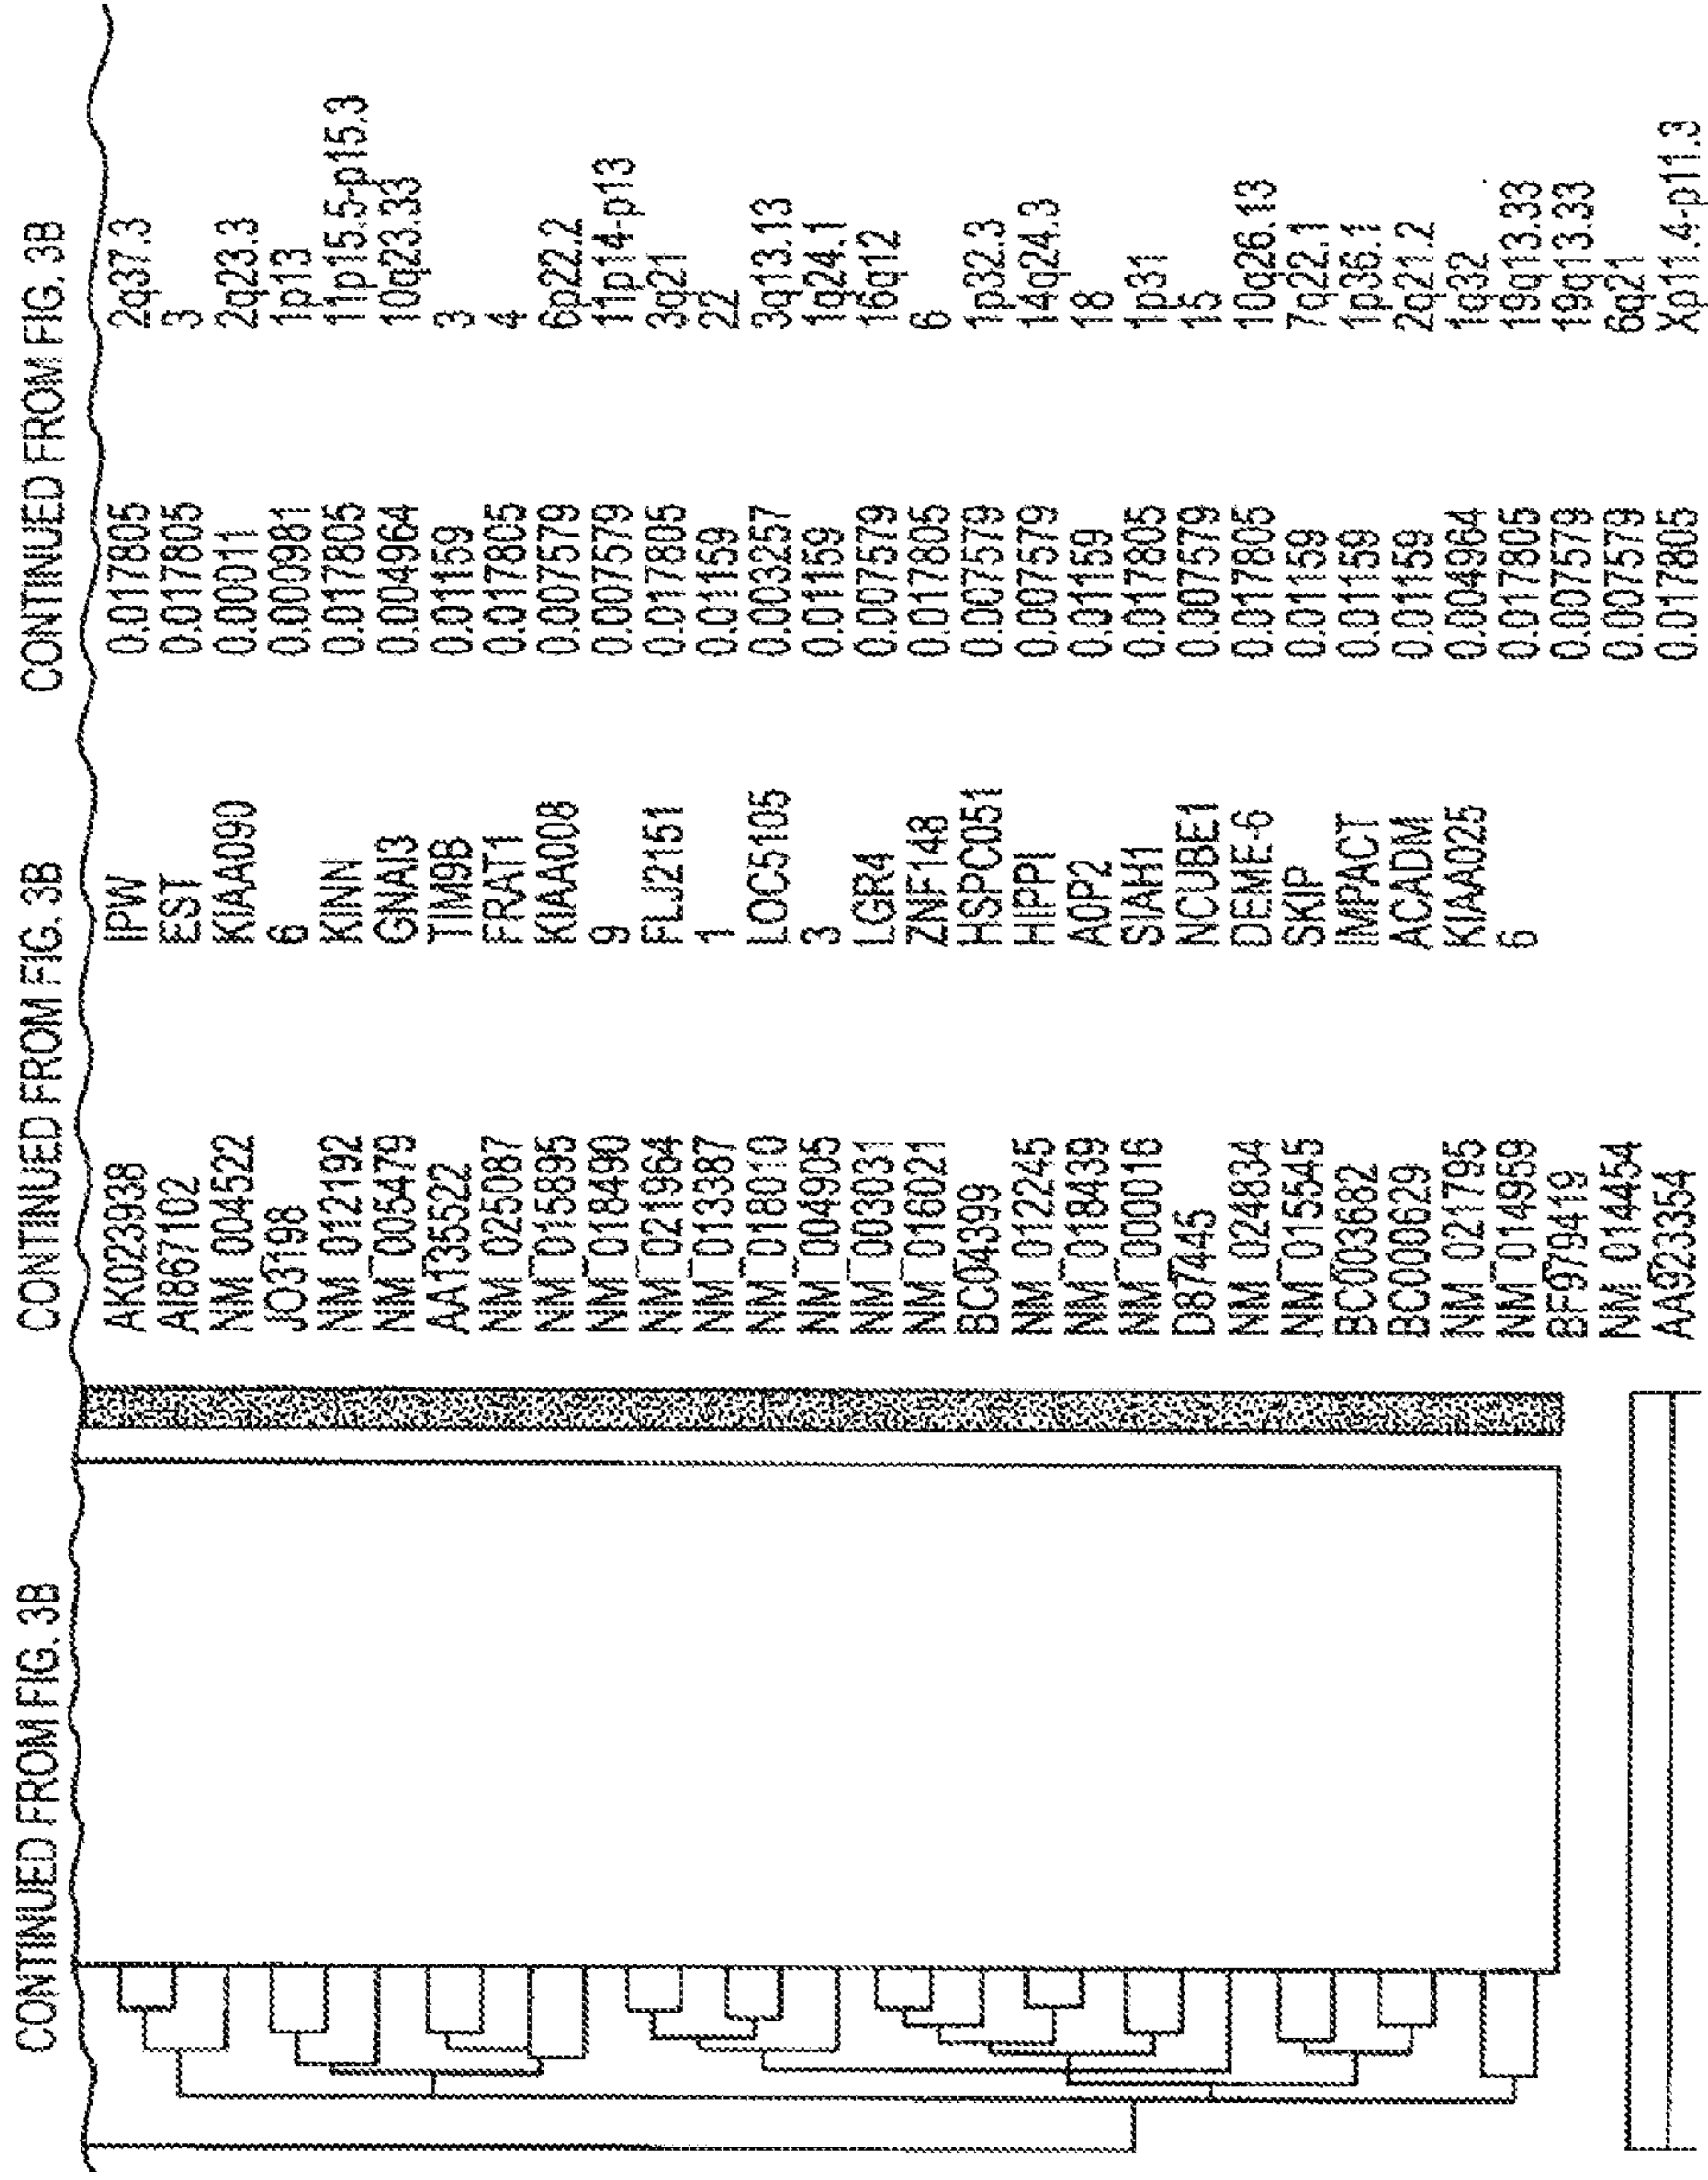 CONTINUED FROM FIG. 3B CONTINUED FROM FIG. 3B CONTINUED FROM FIG. 3B
AK023938 IPW 0.017805 2q37.3
AI867102 EST 0.017805 3
NM_004522 KIAA090 0.000011 2q23.3
JO3198 6 0.000981 1p13
NM_012192 KINN 0.017805 11p15.5-p15.3
NM_005479 GNAI3 0.004964 10q23.33
AA135522 TIM9B 0.01159 3
NM_025087 FRAT1 0.017805 4
NM_015895 KIAA008 0.007579 6p22.2
NM_018490 9 0.007579 11p14-p13
NM_021964 FLJ2151 0.017805 3q21
NM_013387 1 0.01159 22
NM_018010 LOC5105 0.003257 3q13.13
NM_004905 3 0.01159 1q24.1
NM_003031 LGR4 0.007579 16q12
NM_016021 ZNF148 0.017805 6
BC04399 HSPC051 0.007579 1p32.3
NM_012245 HIPPI 0.007579 14q24.3
NM_018439 AOP2 0.01159 18
NM_000016 SIAH1 0.017805 1p31
D87445 NCUBE1 0.007579 15
NM_024834 DEME-6 0.017805 10q26.13
NM_015545 SKIP 0.01159 7q22.1
BC003682 IMPACT 0.01159 1p36.1
BC000629 ACADM 0.01159 2q21.2
NM_021795 KIAA025 0.004964 1q32
NM_014959 6 0.017805 19q13.33
BF979419 0.007579 19q13.33
NM_014454 0.007579 6q21
AA923354 0.017805 Xp11.4-p11.3